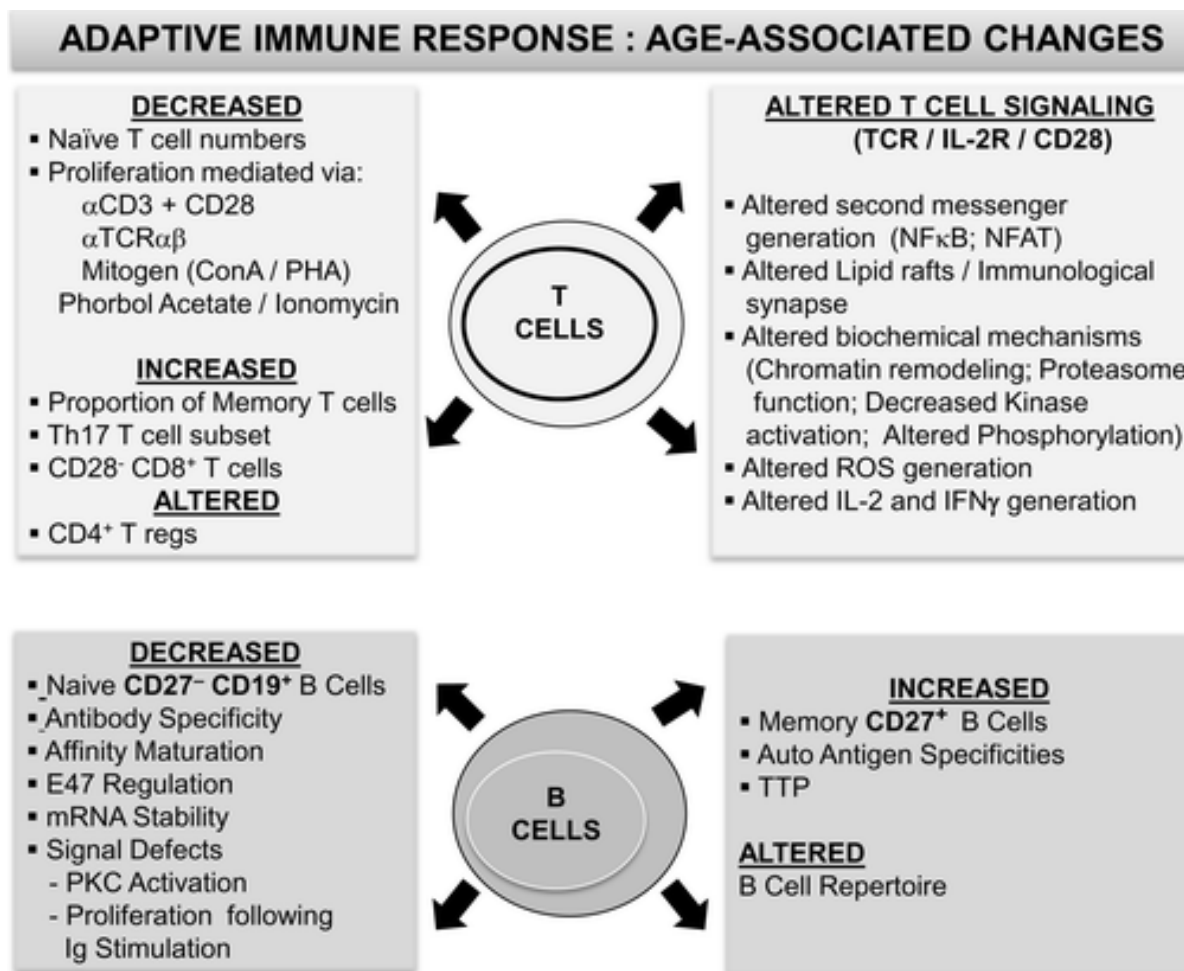 ADAPTIVE IMMUNE RESPONSE : AGE-ASSOCIATED CHANGES
DECREASED
▪ Naïve T cell numbers
▪ Proliferation mediated via:
αCD3 + CD28
αTCRαβ
Mitogen (ConA / PHA)
Phorbol Acetate / Ionomycin
INCREASED
▪ Proportion of Memory T cells
▪ Th17 T cell subset
▪ CD28⁻ CD8⁺ T cells
ALTERED
▪ CD4⁺ T regs
T
CELLS
ALTERED T CELL SIGNALING
(TCR / IL-2R / CD28)
▪ Altered second messenger
generation (NFκB; NFAT)
▪ Altered Lipid rafts / Immunological
synapse
▪ Altered biochemical mechanisms
(Chromatin remodeling; Proteasome
function; Decreased Kinase
activation; Altered Phosphorylation)
▪ Altered ROS generation
▪ Altered IL-2 and IFNγ generation
DECREASED
▪ Naive CD27⁻ CD19⁺ B Cells
▪ Antibody Specificity
▪ Affinity Maturation
▪ E47 Regulation
▪ mRNA Stability
▪ Signal Defects
- PKC Activation
- Proliferation following
Ig Stimulation
B
CELLS
INCREASED
▪ Memory CD27⁺ B Cells
▪ Auto Antigen Specificities
▪ TTP
ALTERED
B Cell Repertoire